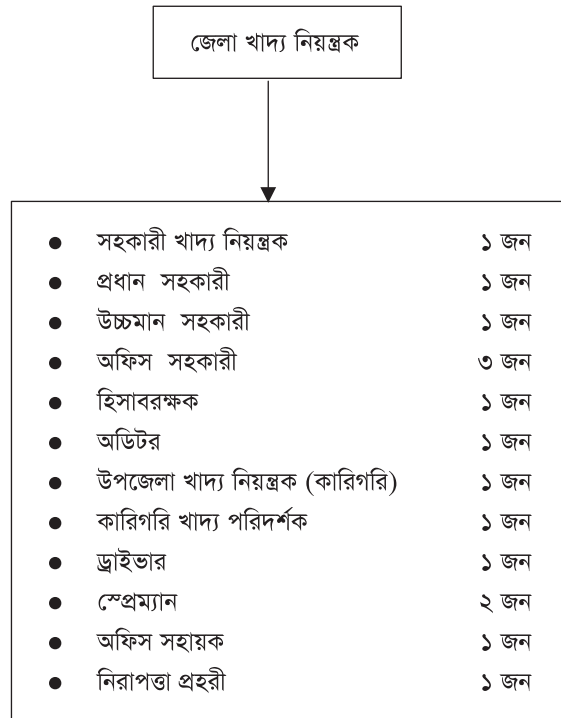 জেলা খাদ্য নিয়ন্ত্রক
● সহকারী খাদ্য নিয়ন্ত্রক ১ জন
● প্রধান সহকারী ১ জন
● উচ্চমান সহকারী ১ জন
● অফিস সহকারী ৩ জন
● হিসাবরক্ষক ১ জন
● অডিটর ১ জন
● উপজেলা খাদ্য নিয়ন্ত্রক (কারিগরি) ১ জন
● কারিগরি খাদ্য পরিদর্শক ১ জন
● ড্রাইভার ১ জন
● স্প্রেম্যান ২ জন
● অফিস সহায়ক ১ জন
● নিরাপত্তা প্রহরী ১ জন